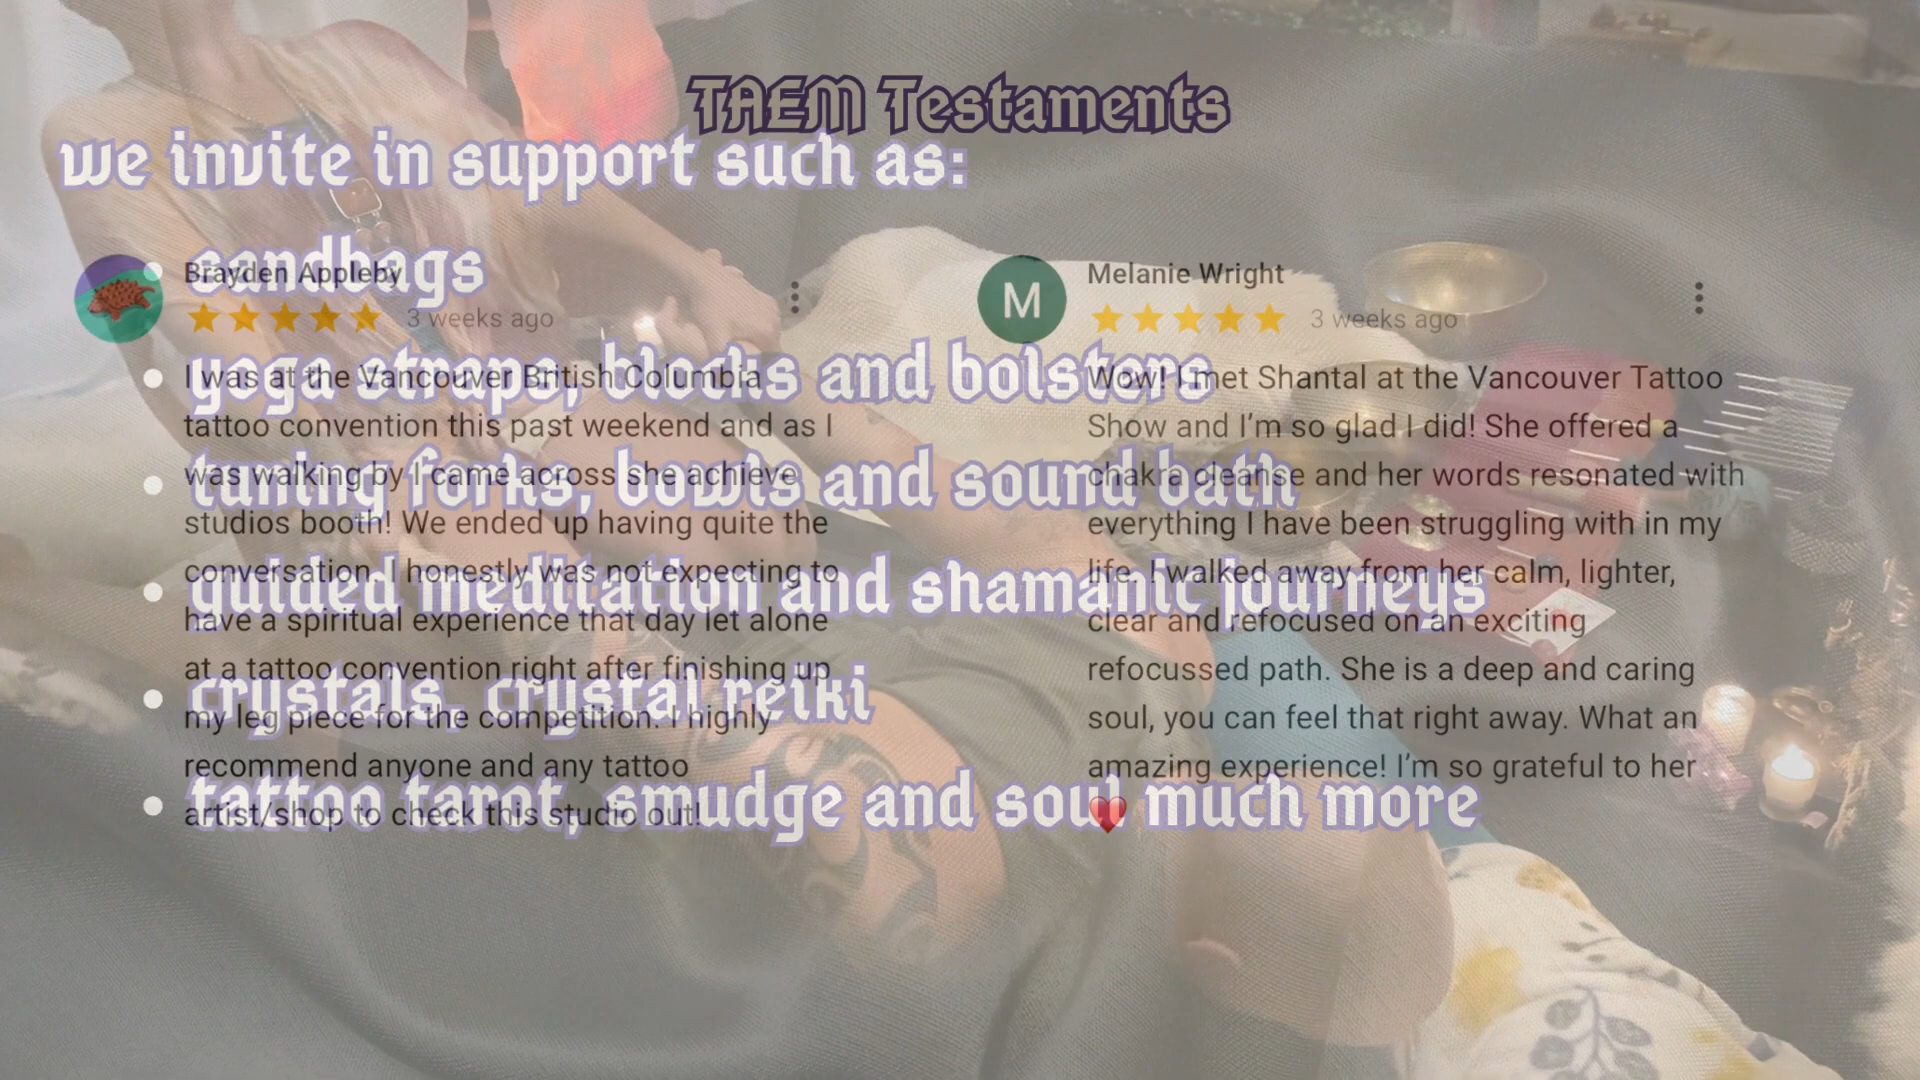 TAEM Testaments
we invite in support such as:
• sandbags
• yoga straps, blocks and bolsters
• tuning forks, bowls and sound bath
• guided meditation and shamanic journeys
• crystals. crystal reiki
• tattoo tarot, smudge and soul much more
Brayden Appleby
3 weeks ago
I was at the Vancouver British Columbia
tattoo convention this past weekend and as I
was walking by I came across she achieve
studios booth! We ended up having quite the
conversation. I honestly was not expecting to
have a spiritual experience that day let alone
at a tattoo convention right after finishing up
my leg piece for the competition. I highly
recommend anyone and any tattoo
artist/shop to check this studio out!
M
Melanie Wright
3 weeks ago
Wow! I met Shantal at the Vancouver Tattoo
Show and I’m so glad I did! She offered a
chakra cleanse and her words resonated with
everything I have been struggling with in my
life. I walked away from her calm, lighter,
clear and refocused on an exciting
refocussed path. She is a deep and caring
soul, you can feel that right away. What an
amazing experience! I’m so grateful to her
❤️